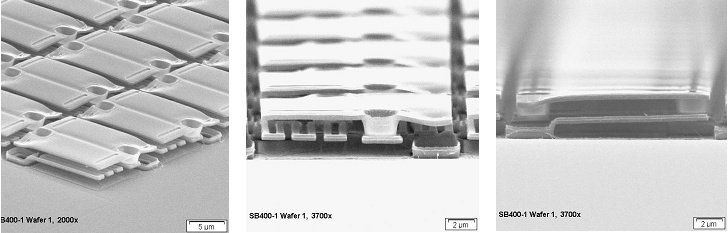 SB400-1 Wafer 1, 2000x
5 µm
SB400-1 Wafer 1, 3700x
2 µm
SB400-1 Wafer 1, 3700x
2 µm